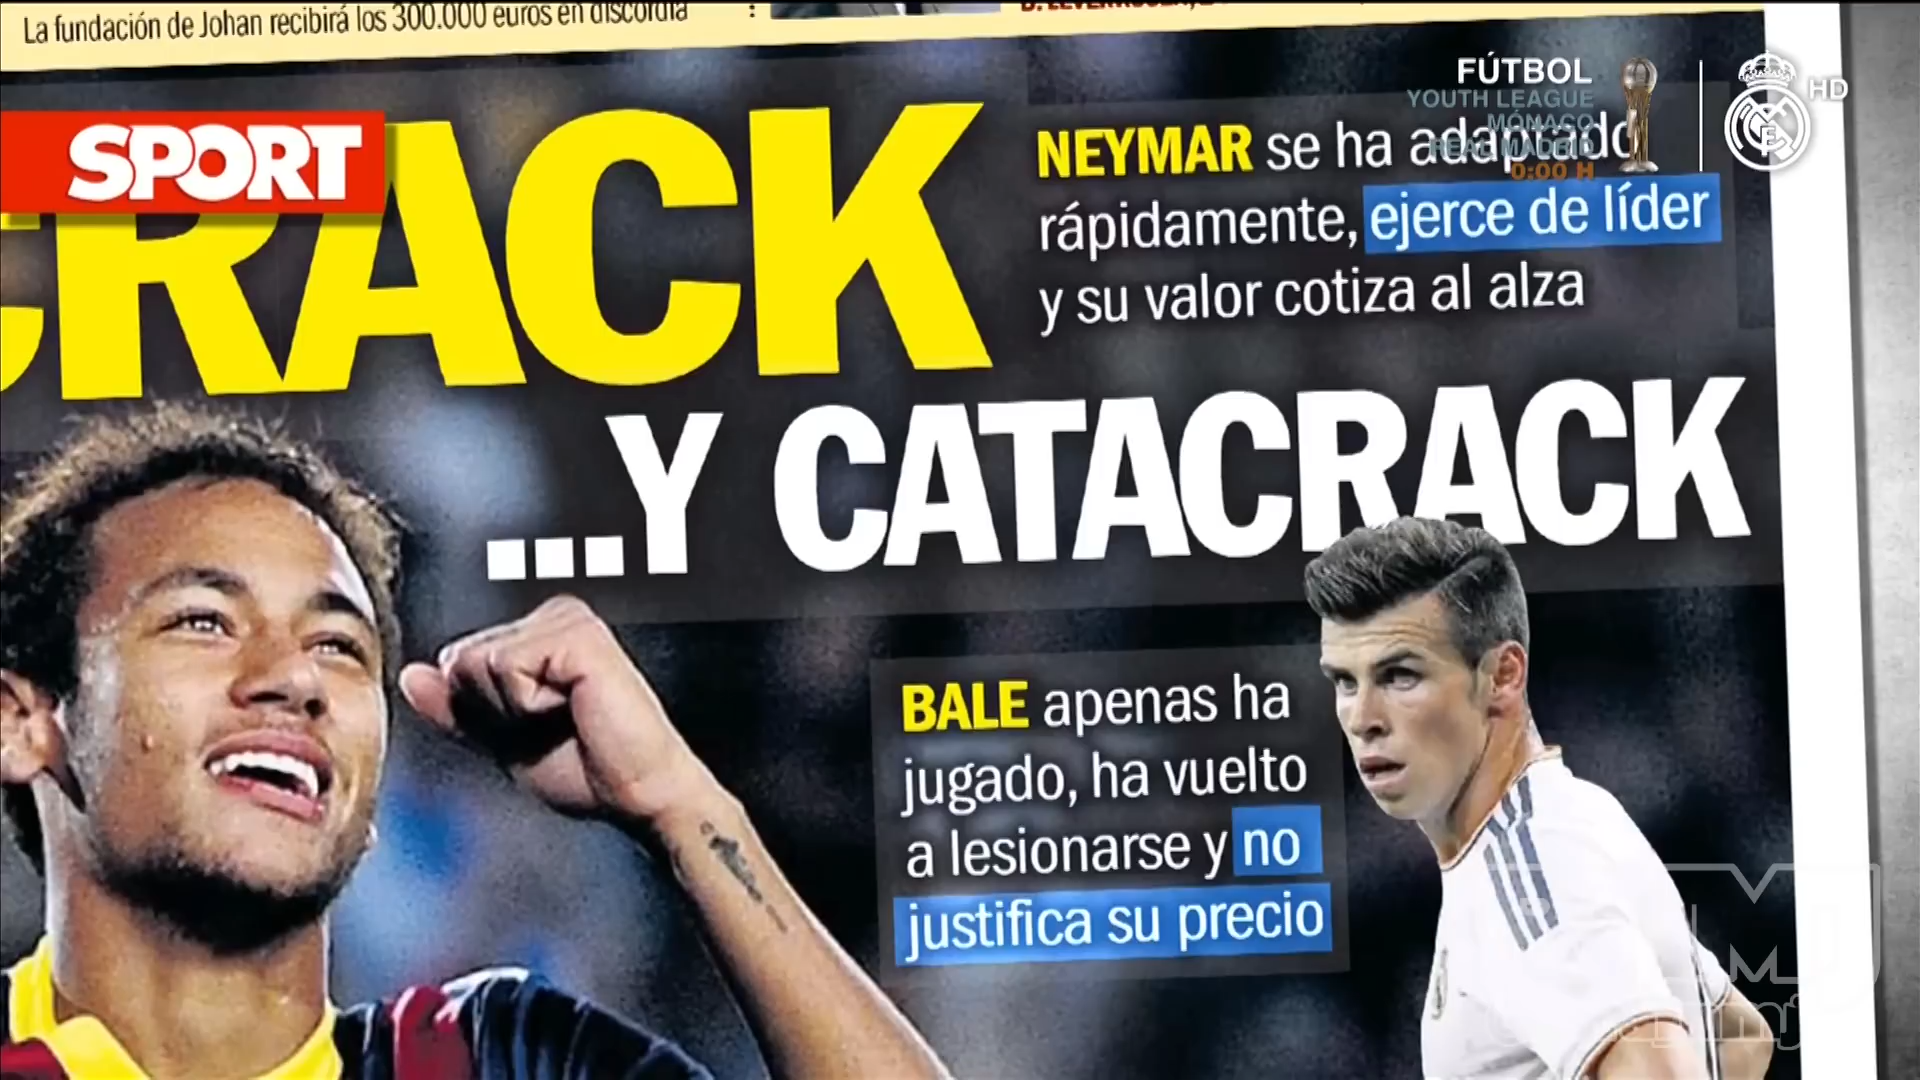 La fundación de Johan recibirá los 300.000 euros en discordia
SPORT
CRACK
NEYMAR se ha adaptado
rápidamente, ejerce de líder
y su valor cotiza al alza
...Y CATACRACK
BALE apenas ha
jugado, ha vuelto
a lesionarse y no
justifica su precio
FÚTBOL
YOUTH LEAGUE
MÓNACO
REAL MADRID
0:00 H
HD